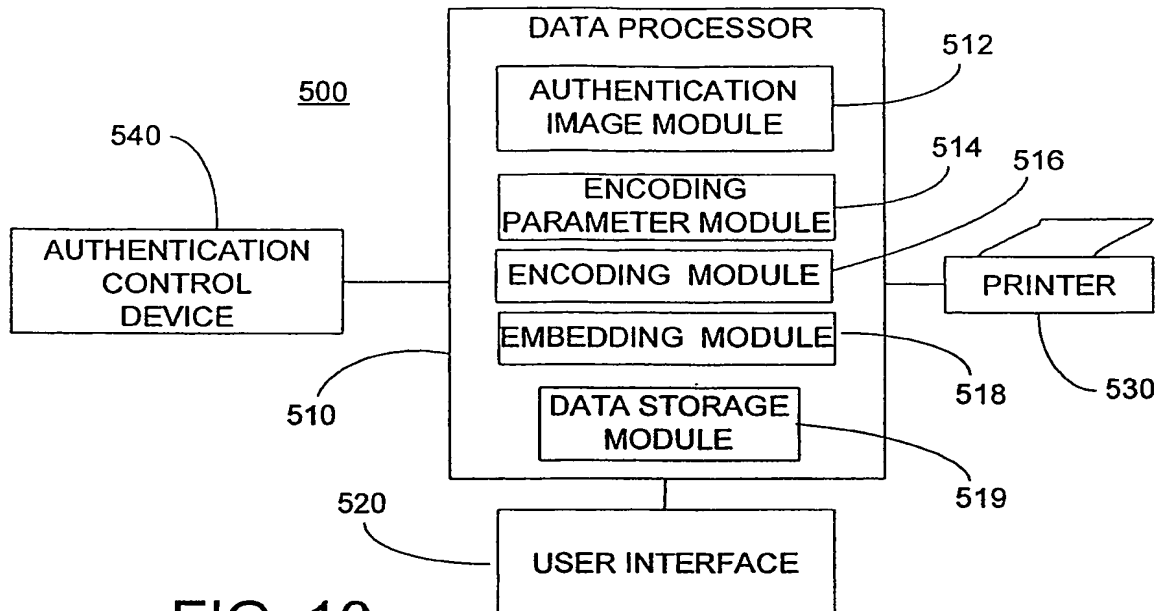 DATA PROCESSOR
512
500
AUTHENTICATION
IMAGE MODULE
540
514
516
ENCODING
PARAMETER MODULE
AUTHENTICATION
CONTROL
DEVICE
ENCODING MODULE
PRINTER
EMBEDDING MODULE
510
518
530
DATA STORAGE
MODULE
519
520
USER INTERFACE